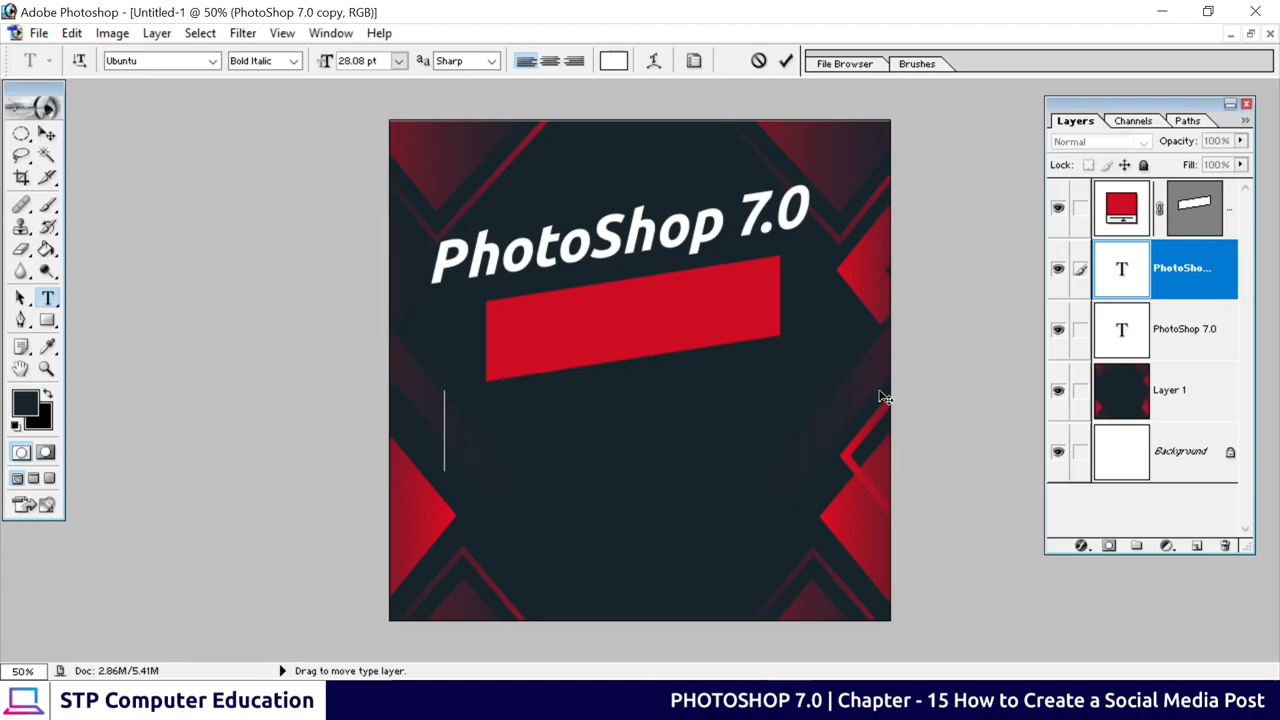 Adobe Photoshop - [Untitled-1 @ 50% (PhotoShop 7.0 copy, RGB)]
File Edit Image Layer Select Filter View Window Help
T T Ubuntu Bold Italic T 28.08 pt aa Sharp File Browser Brushes
Layers Channels Paths
Normal Opacity: 100%
Lock: Fill: 100%
...
T PhotoSho...
T PhotoShop 7.0
Layer 1
Background
T
PhotoShop 7.0
50% Doc: 2.86M/5.41M Drag to move type layer.
STP Computer Education PHOTOSHOP 7.0 | Chapter - 15 How to Create a Social Media Post